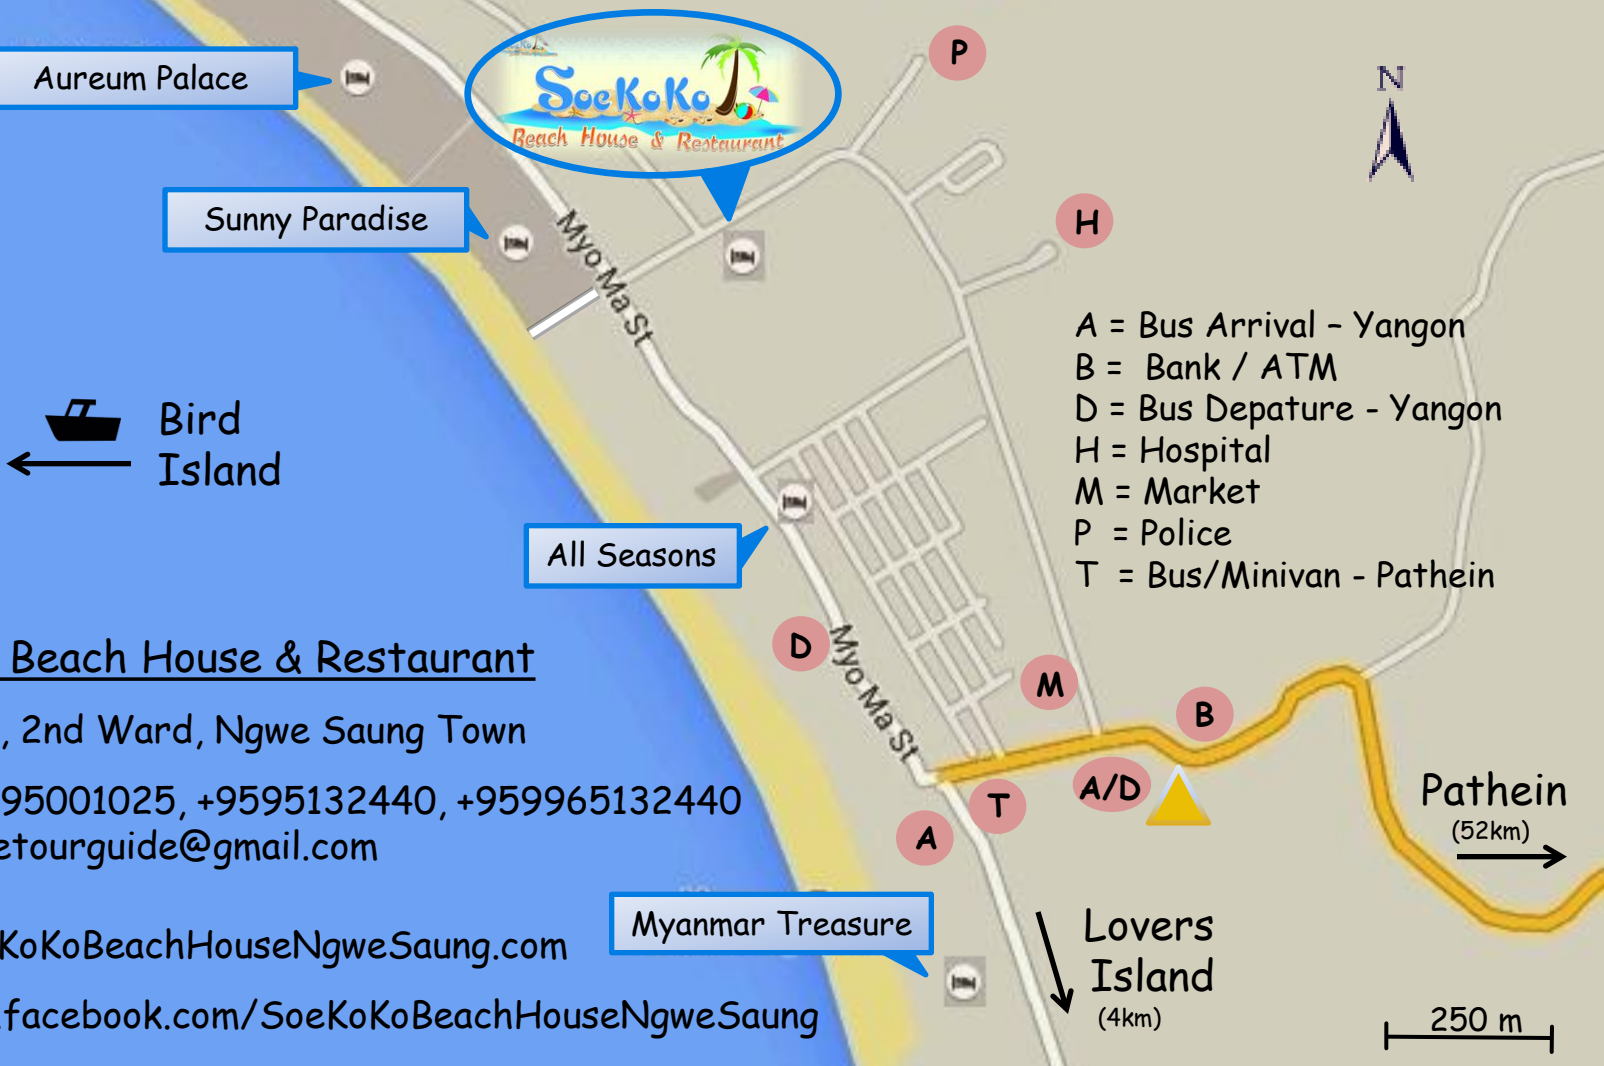 Aureum Palace
SoeKoKo
Beach House & Restaurant
P
N
Sunny Paradise
H
Myo Ma St
A = Bus Arrival – Yangon
B = Bank / ATM
D = Bus Depature - Yangon
H = Hospital
M = Market
P = Police
T = Bus/Minivan - Pathein
Bird
Island
All Seasons
D
Myo Ma St
M
B
Beach House & Restaurant
, 2nd Ward, Ngwe Saung Town
95001025, +9595132440, +959965132440
etourguide@gmail.com
T
A/D
A
Pathein
(52km)
Myanmar Treasure
Lovers
Island
(4km)
KoKoBeachHouseNgweSaung.com
.facebook.com/SoeKoKoBeachHouseNgweSaung
250 m